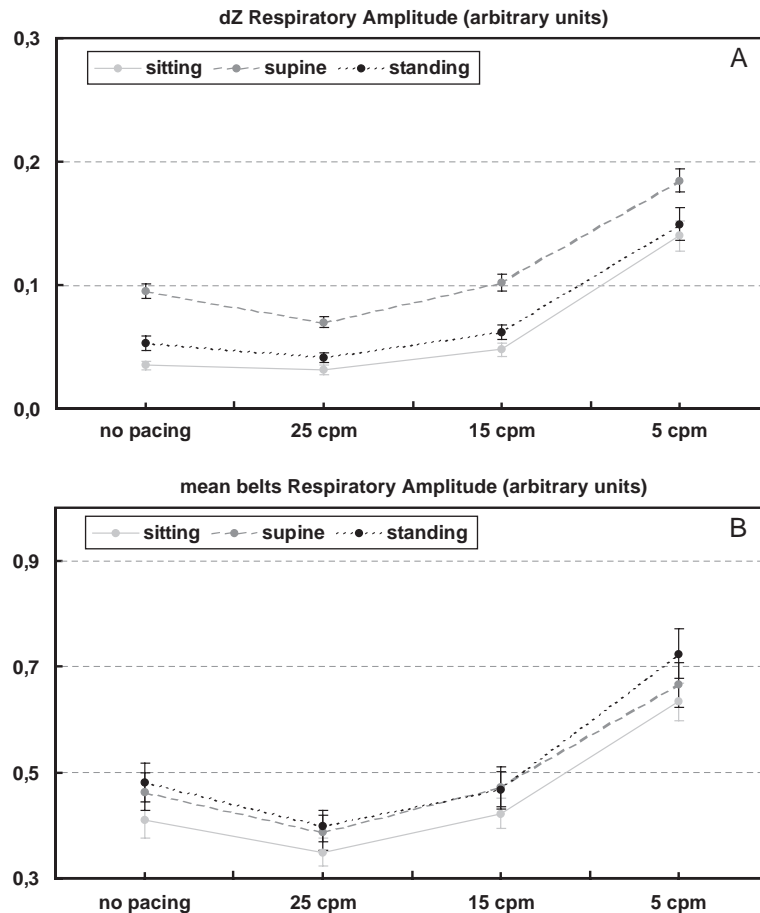 dZ Respiratory Amplitude (arbitrary units)
0,3
sitting supine standing
A
0,2
0,1
0,0
no pacing 25 cpm 15 cpm 5 cpm
mean belts Respiratory Amplitude (arbitrary units)
sitting supine standing
B
0,9
0,7
0,5
0,3
no pacing 25 cpm 15 cpm 5 cpm